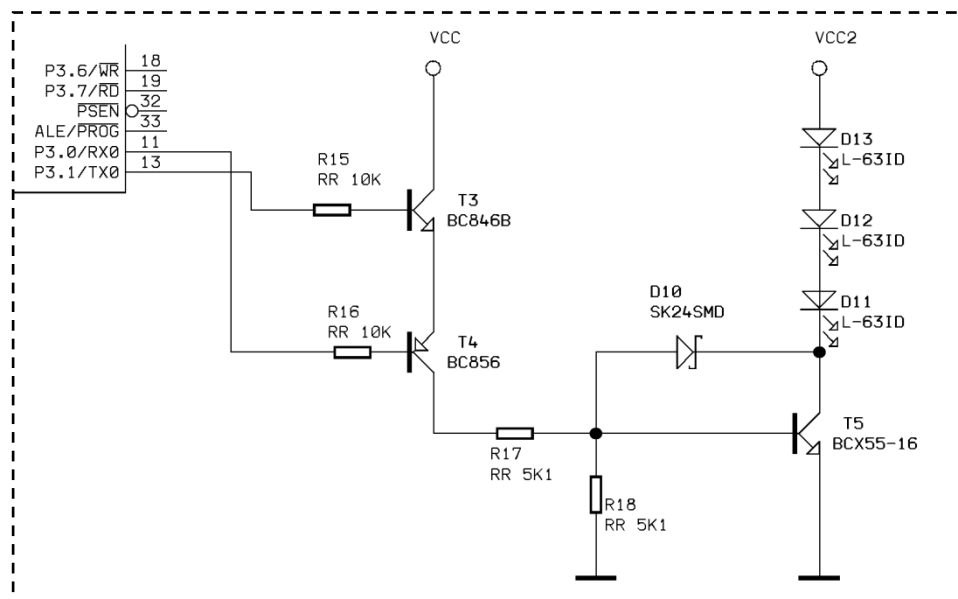 VCC
VCC2
P3.6/WR 18
P3.7/RD 19
PSEN 32
ALE/PROG 33
P3.0/RX0 11
P3.1/TX0 13
R15
RR 10K
T3
BC846B
D13
L-63ID
D12
L-63ID
D11
L-63ID
D10
SK24SMD
R16
RR 10K
T4
BC856
T5
BCX55-16
R17
RR 5K1
R18
RR 5K1